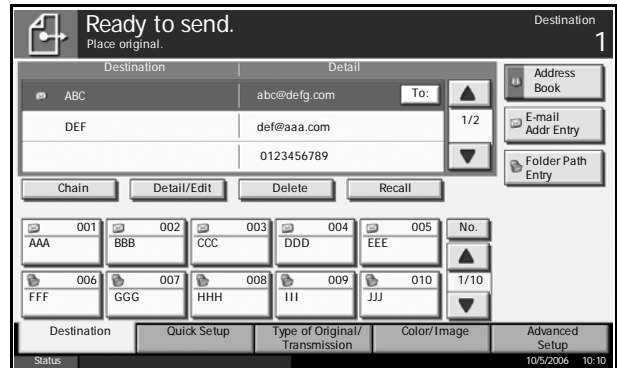 Ready to send.
Place original.
Destination
1
Destination Detail
ABC abc@defg.com To:
DEF def@aaa.com
0123456789
1/2
Address
Book
E-mail
Addr Entry
Folder Path
Entry
Chain Detail/Edit Delete Recall
001 002 003 004 005 No.
AAA BBB CCC DDD EEE
006 007 008 009 010 1/10
FFF GGG HHH III JJJ
Destination Quick Setup Type of Original/
Transmission Color/Image Advanced
Setup
Status 10/5/2006 10:10